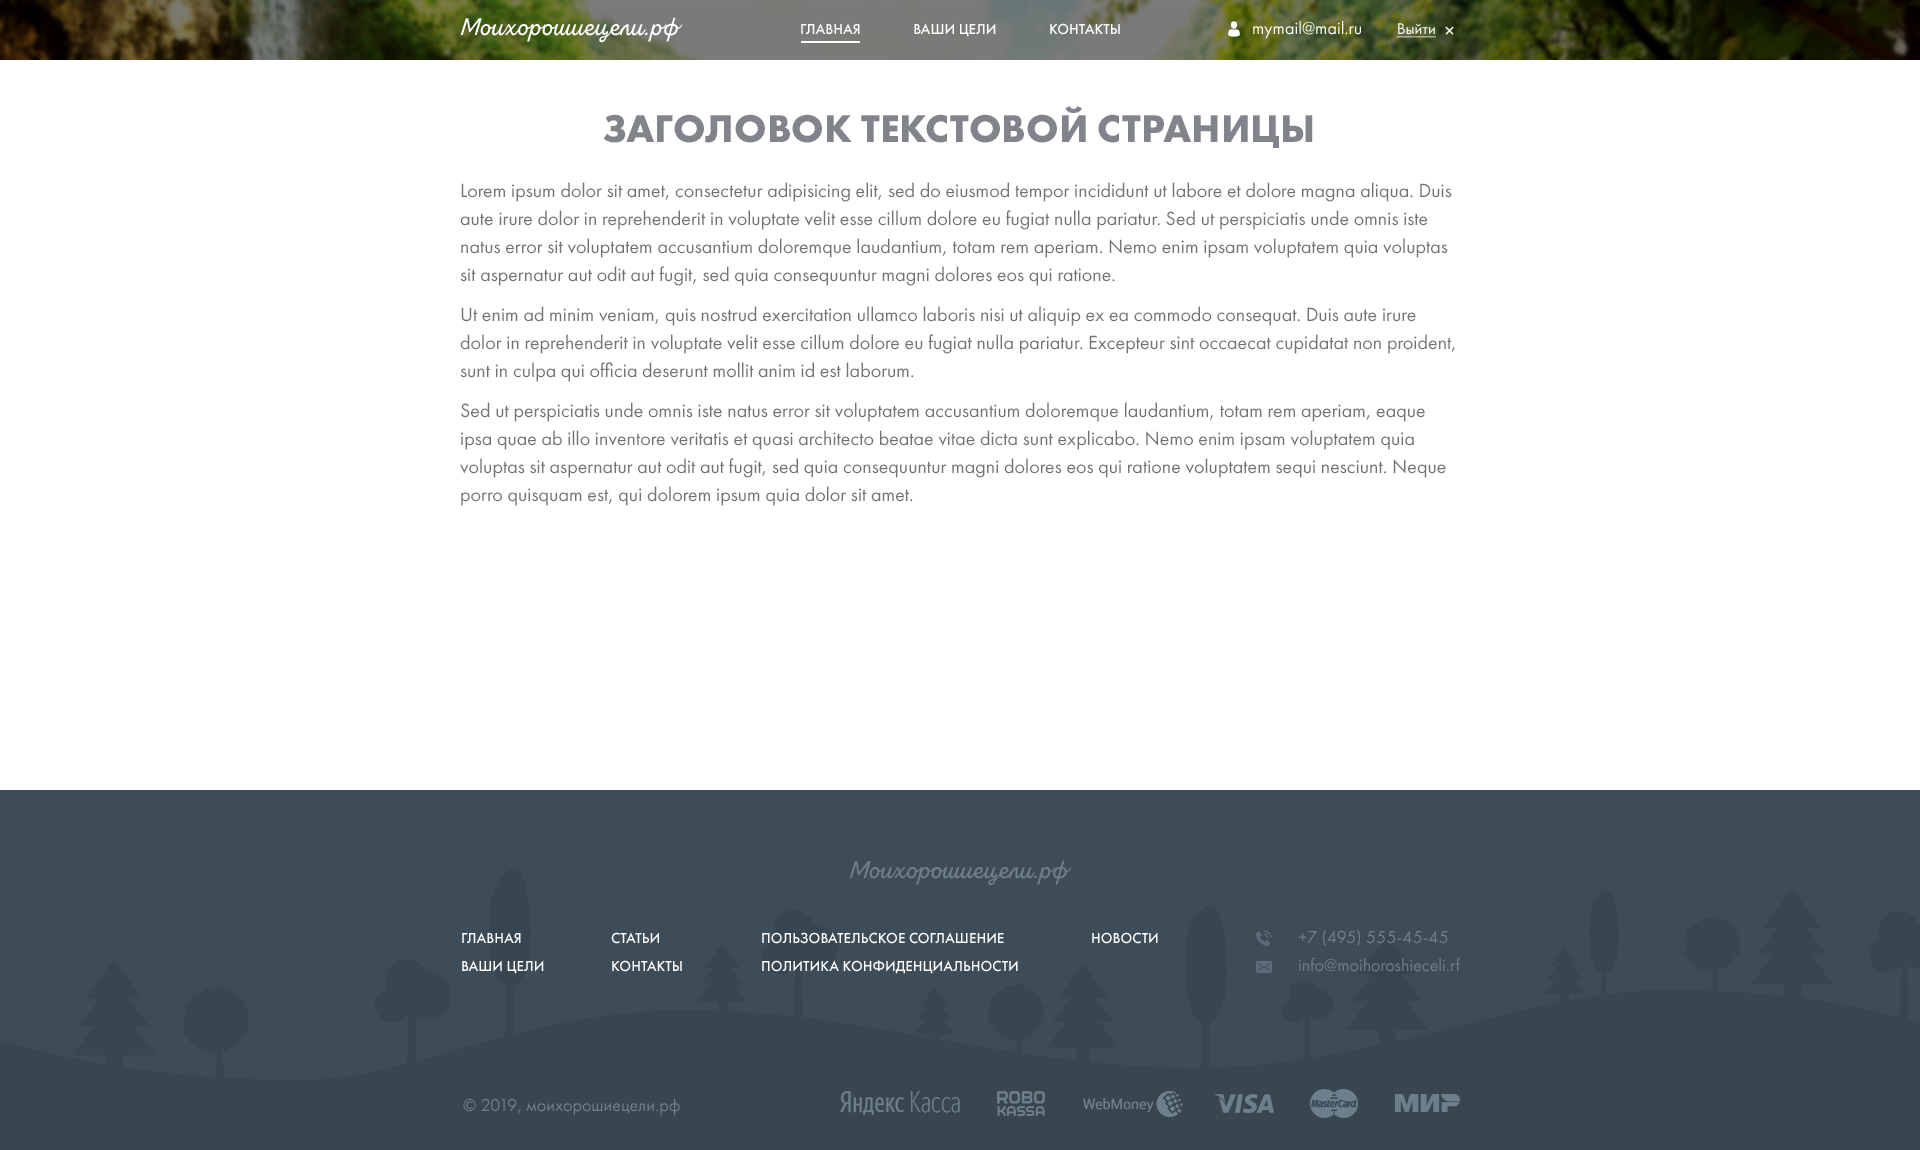 Моихорошиецели.рф
ГЛАВНАЯ ВАШИ ЦЕЛИ КОНТАКТЫ
mymail@mail.ru Выйти ×
ЗАГОЛОВОК ТЕКСТОВОЙ СТРАНИЦЫ
Lorem ipsum dolor sit amet, consectetur adipisicing elit, sed do eiusmod tempor incididunt ut labore et dolore magna aliqua. Duis
aute irure dolor in reprehenderit in voluptate velit esse cillum dolore eu fugiat nulla pariatur. Sed ut perspiciatis unde omnis iste
natus error sit voluptatem accusantium doloremque laudantium, totam rem aperiam. Nemo enim ipsam voluptatem quia voluptas
sit aspernatur aut odit aut fugit, sed quia consequuntur magni dolores eos qui ratione.
Ut enim ad minim veniam, quis nostrud exercitation ullamco laboris nisi ut aliquip ex ea commodo consequat. Duis aute irure
dolor in reprehenderit in voluptate velit esse cillum dolore eu fugiat nulla pariatur. Excepteur sint occaecat cupidatat non proident,
sunt in culpa qui officia deserunt mollit anim id est laborum.
Sed ut perspiciatis unde omnis iste natus error sit voluptatem accusantium doloremque laudantium, totam rem aperiam, eaque
ipsa quae ab illo inventore veritatis et quasi architecto beatae vitae dicta sunt explicabo. Nemo enim ipsam voluptatem quia
voluptas sit aspernatur aut odit aut fugit, sed quia consequuntur magni dolores eos qui ratione voluptatem sequi nesciunt. Neque
porro quisquam est, qui dolorem ipsum quia dolor sit amet.
Моихорошиецели.рф
ГЛАВНАЯ СТАТЬИ ПОЛЬЗОВАТЕЛЬСКОЕ СОГЛАШЕНИЕ НОВОСТИ +7 (495) 555-45-45
ВАШИ ЦЕЛИ КОНТАКТЫ ПОЛИТИКА КОНФИДЕНЦИАЛЬНОСТИ info@moihoroshieceli.rf
© 2019, моихорошиецели.рф
Яндекс Касса
ROBO
KASSA
WebMoney
VISA
MasterCard
МИР